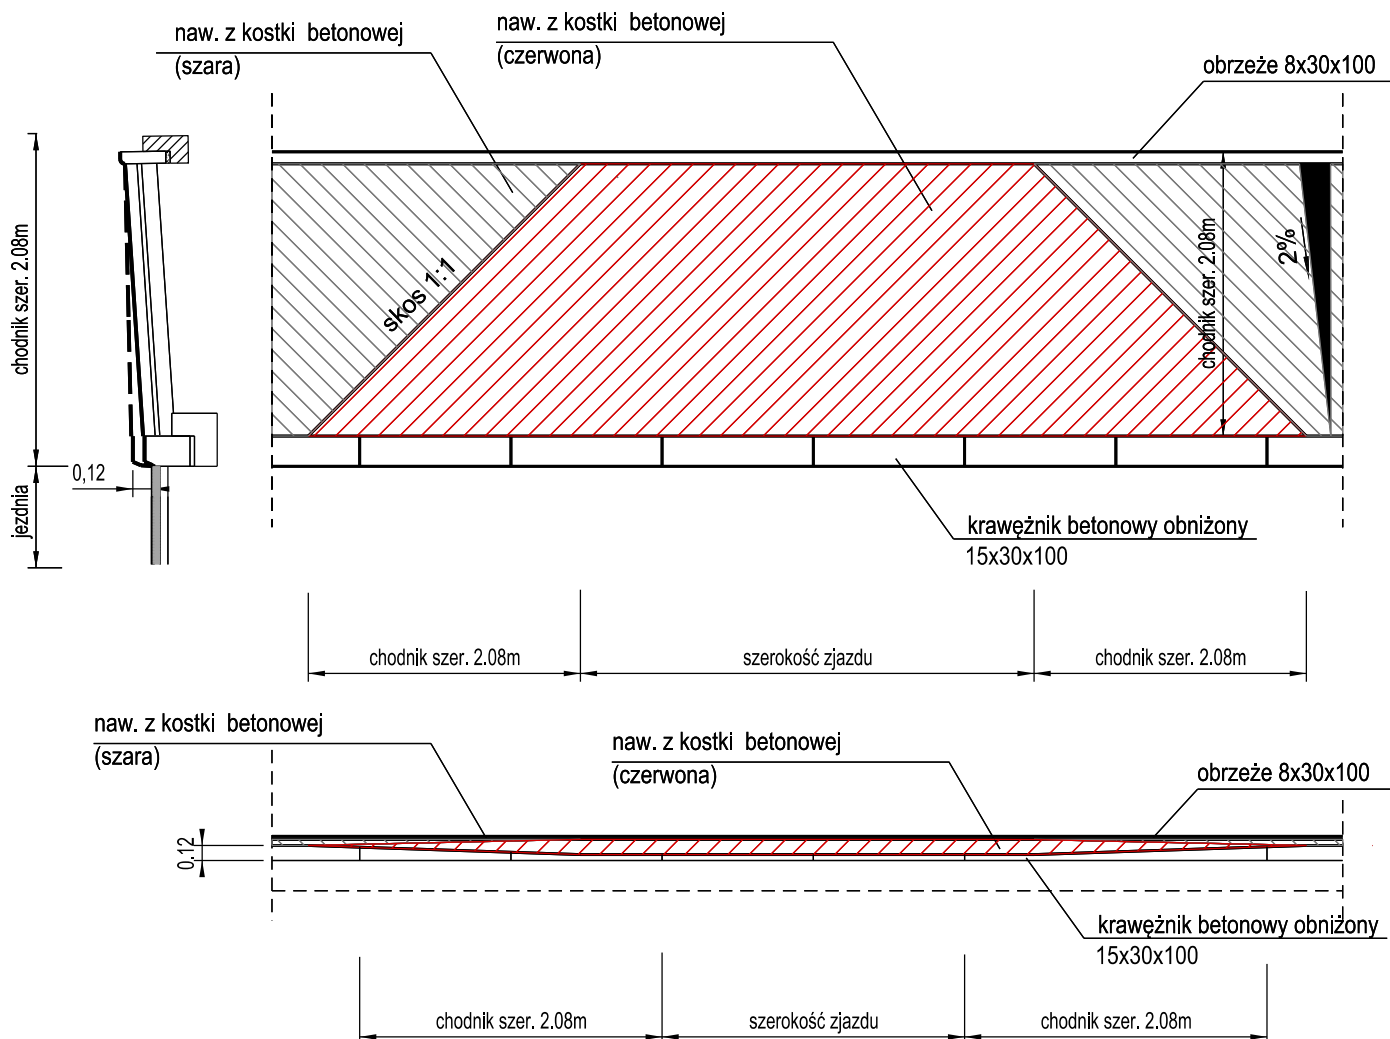 naw. z kostki betonowej
(szara)
naw. z kostki betonowej
(czerwona)
obrzeże 8x30x100
chodnik szer. 2.08m
skos 1:1
chodnik szer. 2.08m
2%
0,12
jezdnia
krawężnik betonowy obniżony
15x30x100
chodnik szer. 2.08m
szerokość zjazdu
chodnik szer. 2.08m
naw. z kostki betonowej
(szara)
naw. z kostki betonowej
(czerwona)
obrzeże 8x30x100
0,12
krawężnik betonowy obniżony
15x30x100
chodnik szer. 2.08m
szerokość zjazdu
chodnik szer. 2.08m